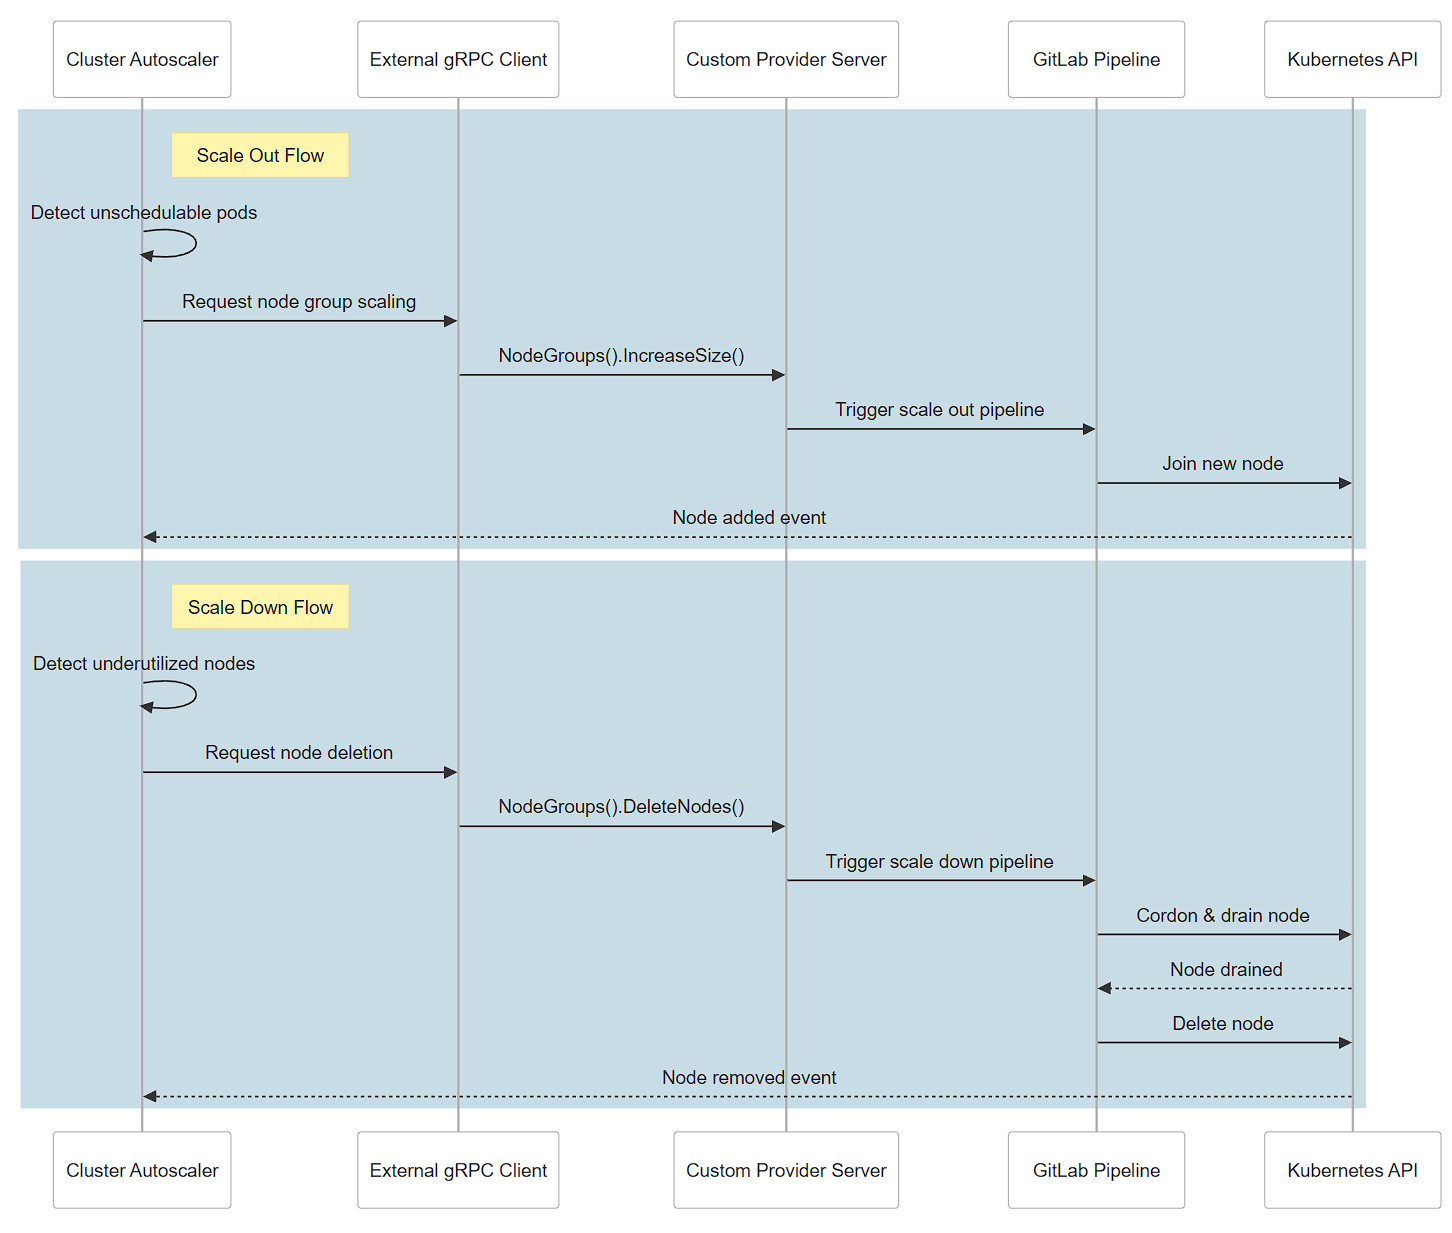 Cluster Autoscaler
External gRPC Client
Custom Provider Server
GitLab Pipeline
Kubernetes API
Scale Out Flow
Detect unschedulable pods
Request node group scaling
NodeGroups().IncreaseSize()
Trigger scale out pipeline
Join new node
Node added event
Scale Down Flow
Detect underutilized nodes
Request node deletion
NodeGroups().DeleteNodes()
Trigger scale down pipeline
Cordon & drain node
Node drained
Delete node
Node removed event
Cluster Autoscaler
External gRPC Client
Custom Provider Server
GitLab Pipeline
Kubernetes API